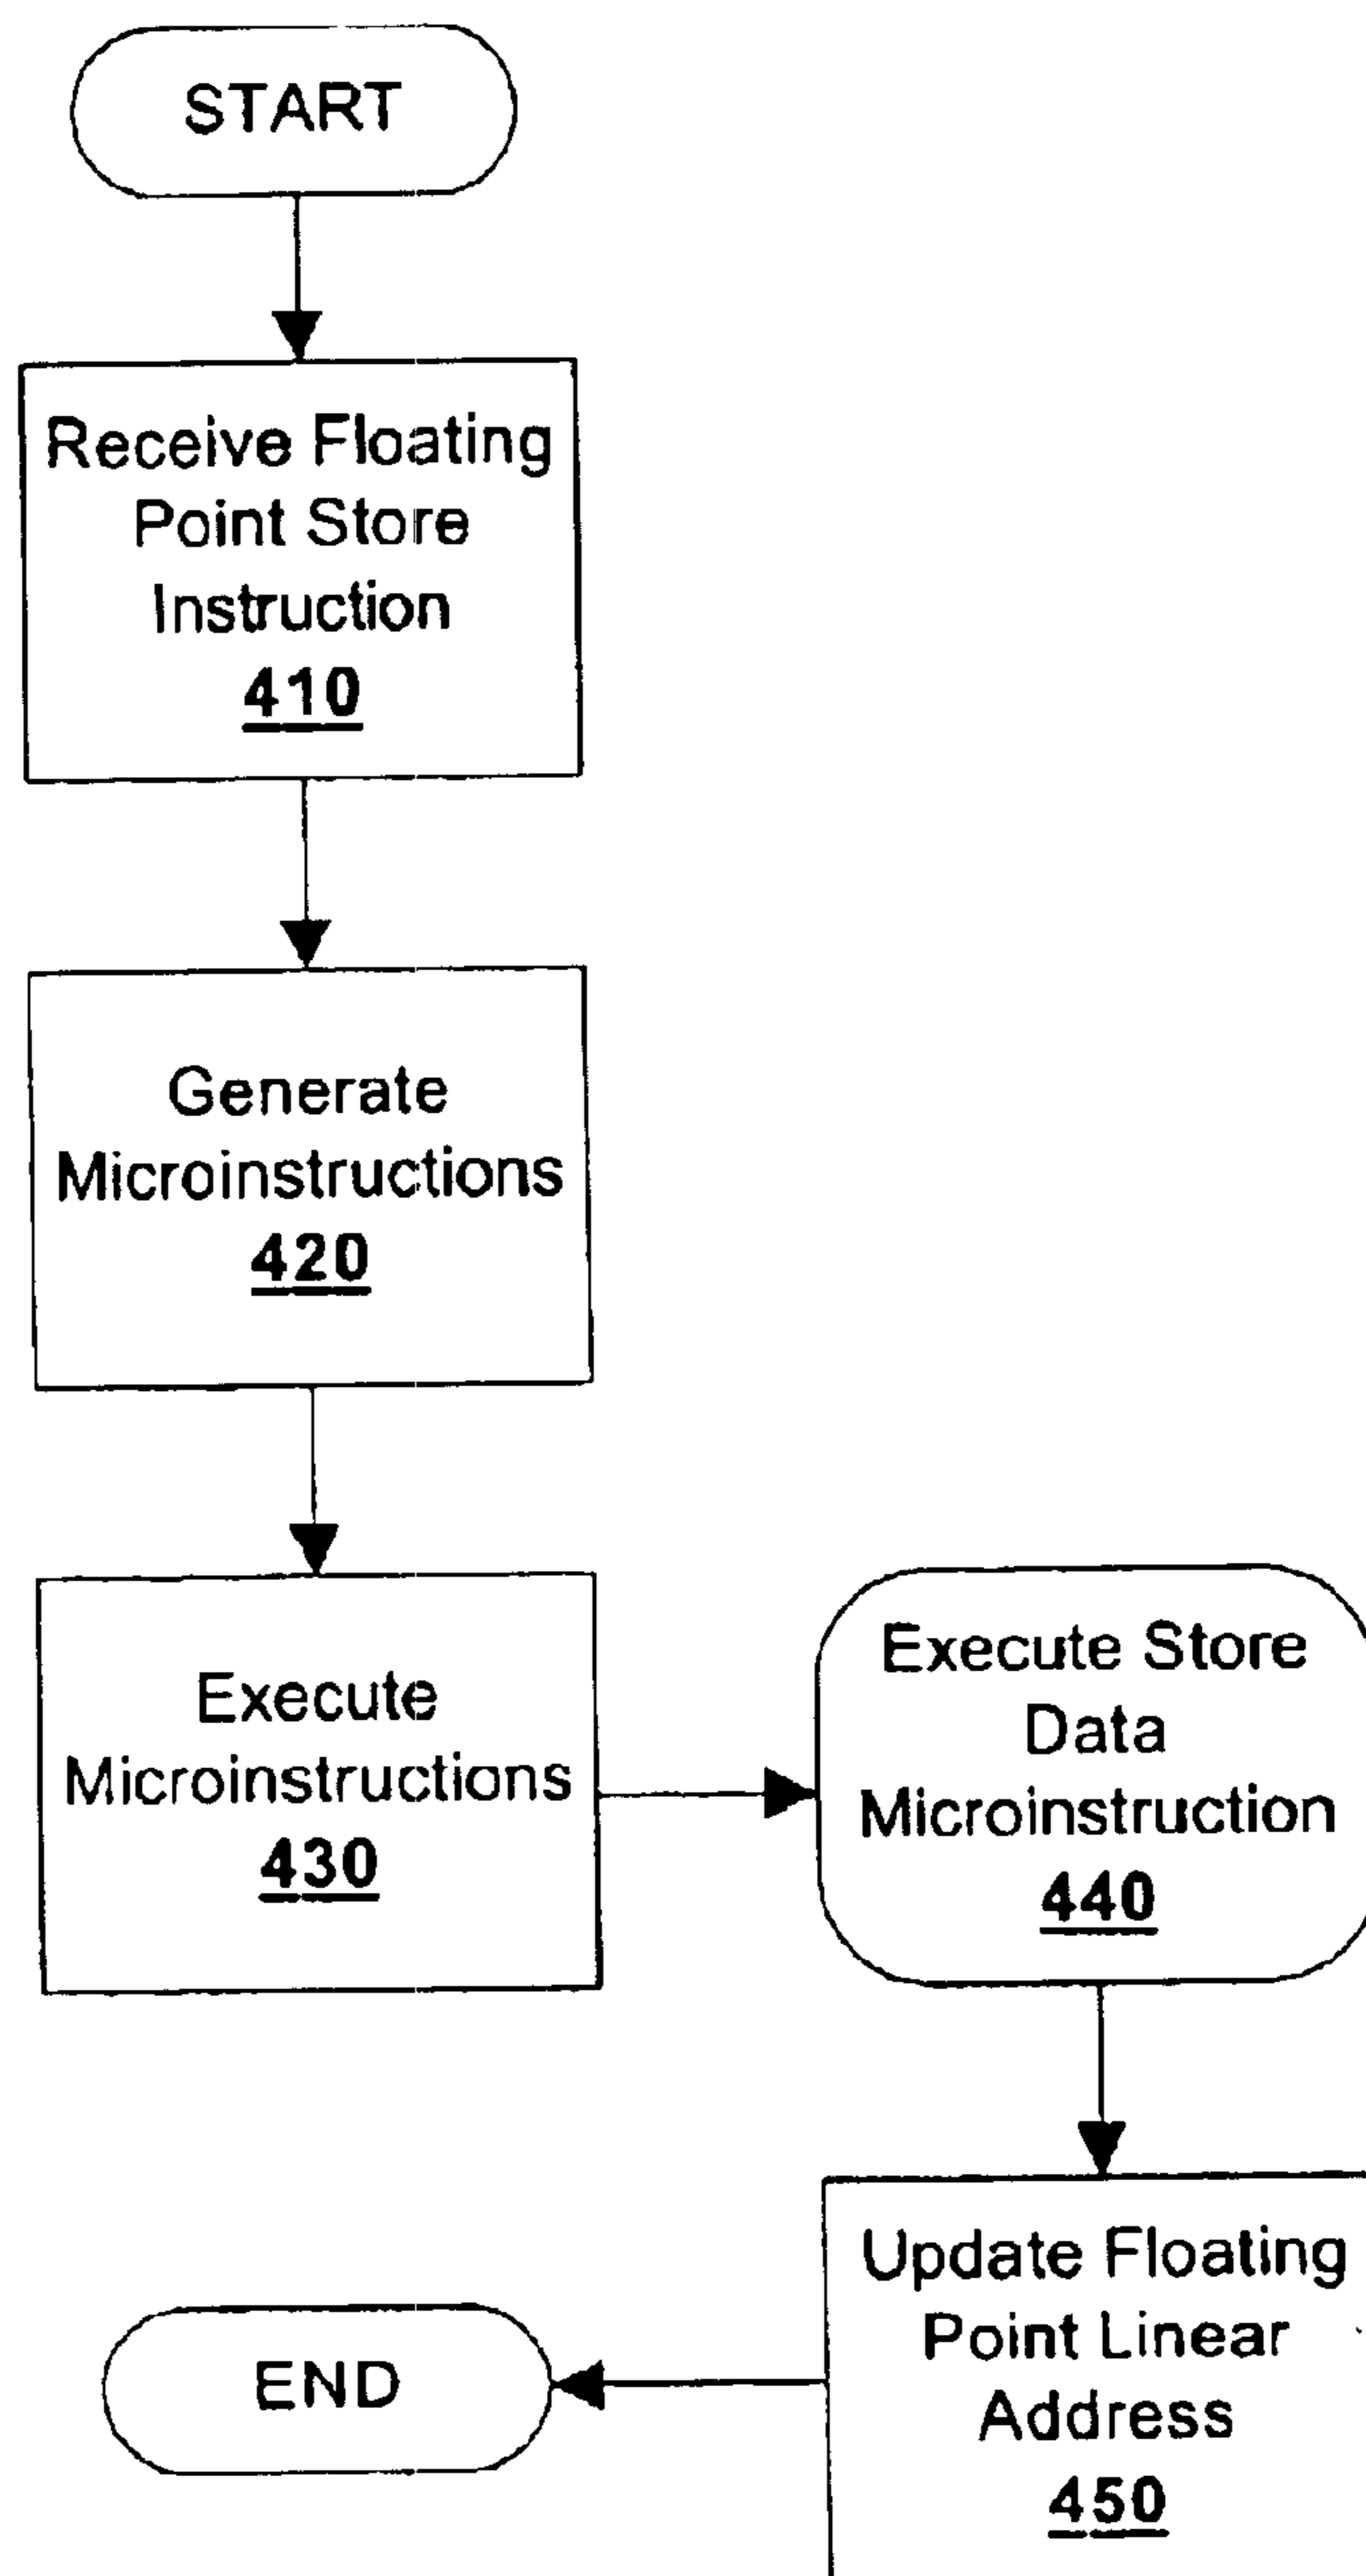 START
Receive Floating
Point Store
Instruction
410
Generate
Microinstructions
420
Execute
Microinstructions
430
Execute Store
Data
Microinstruction
440
Update Floating
Point Linear
Address
450
END